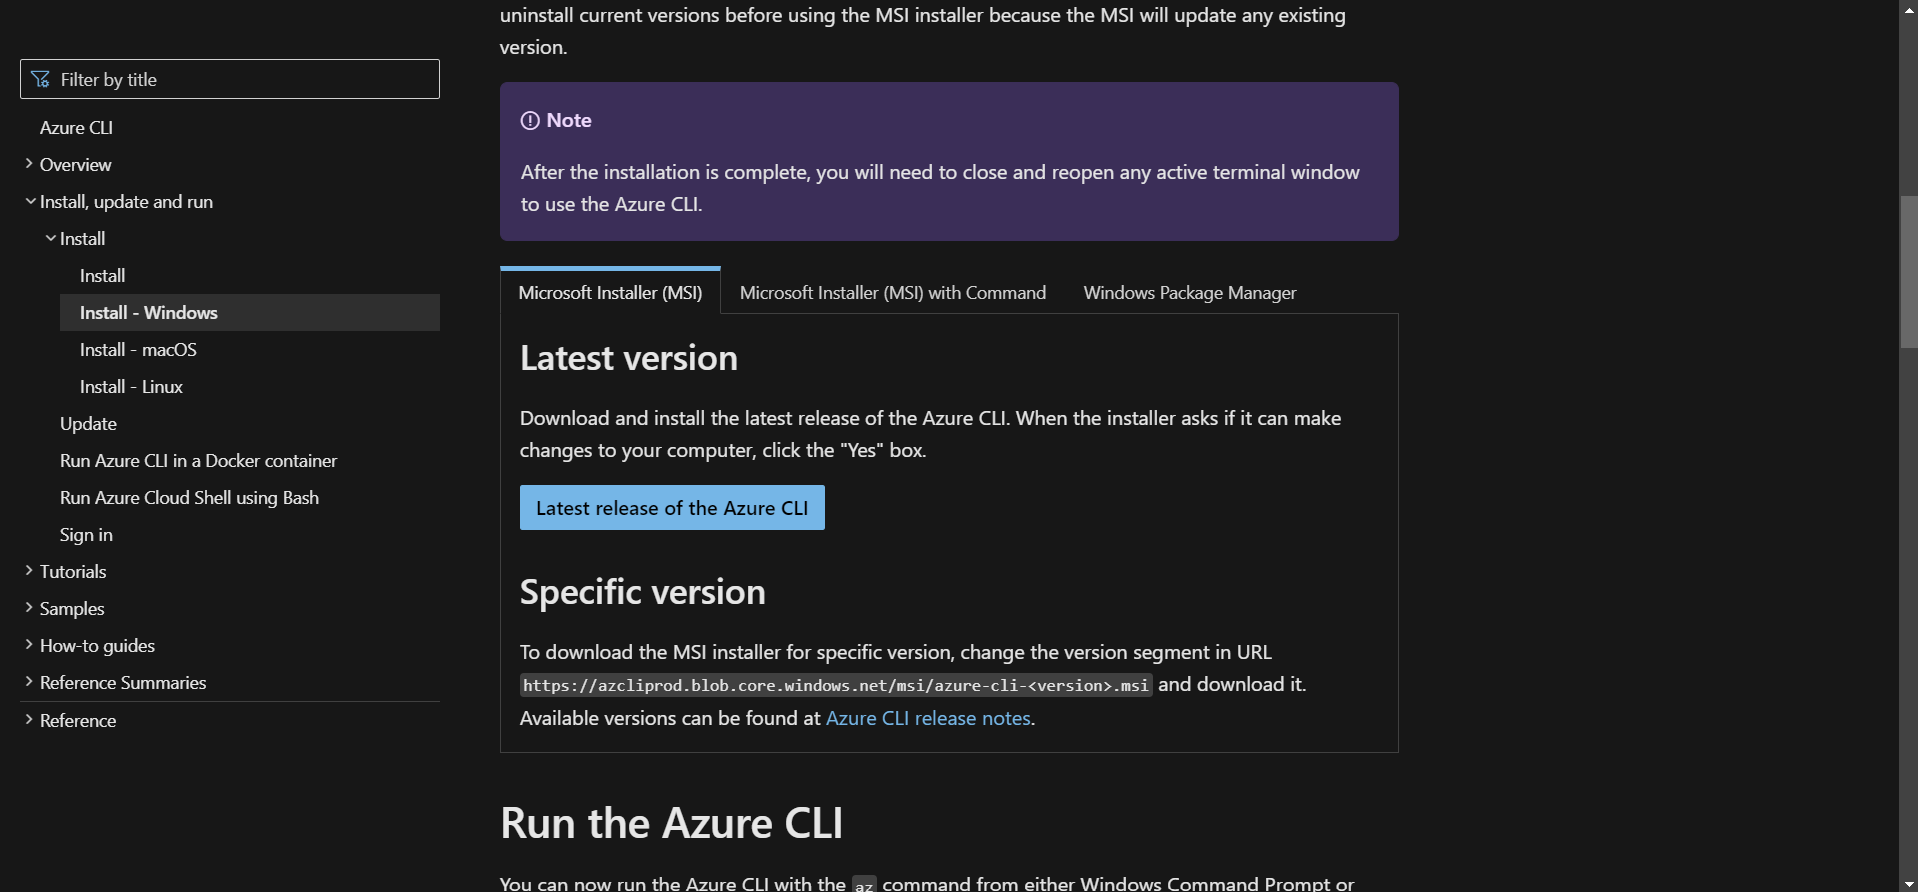 Filter by title
Azure CLI
Overview
Install, update and run
Install
Install
Install - Windows
Install - macOS
Install - Linux
Update
Run Azure CLI in a Docker container
Run Azure Cloud Shell using Bash
Sign in
Tutorials
Samples
How-to guides
Reference Summaries
Reference
uninstall current versions before using the MSI installer because the MSI will update any existing
version.
Note
After the installation is complete, you will need to close and reopen any active terminal window
to use the Azure CLI.
Microsoft Installer (MSI) Microsoft Installer (MSI) with Command Windows Package Manager
Latest version
Download and install the latest release of the Azure CLI. When the installer asks if it can make
changes to your computer, click the "Yes" box.
Latest release of the Azure CLI
Specific version
To download the MSI installer for specific version, change the version segment in URL
https://azcliprod.blob.core.windows.net/msi/azure-cli-<version>.msi and download it.
Available versions can be found at Azure CLI release notes.
Run the Azure CLI
You can now run the Azure CLI with the az command from either Windows Command Prompt or